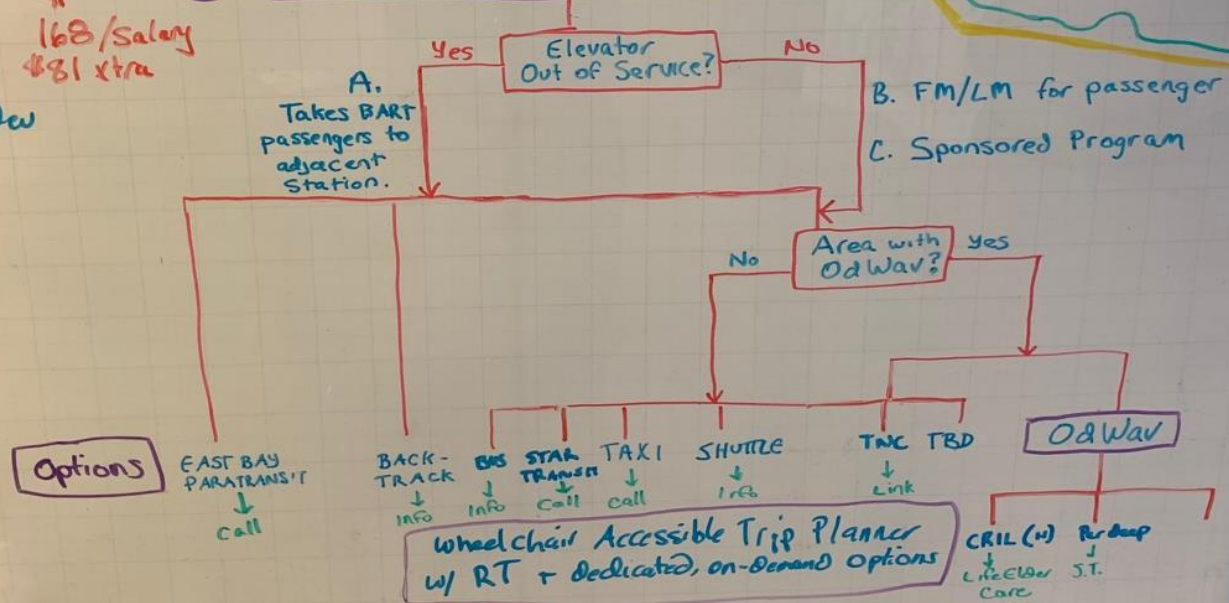 168/Salary
$81 xtra
A.
Takes BART
passengers to
adjacent
Station.
Yes
Elevator
Out of Service?
No
B. FM/LM for passenger
C. Sponsored Program
No
Area with
OdWav?
Yes
Options
EAST BAY
PARATRANSIT
Call
BACK-
TRACK
Info
BUS
Info
STAR
TRANSIT
Call
TAXI
Call
SHUTTLE
Info
TNC
Link
TBD
OdWav
CRIL (H)
LifeElder
Care
S.T.
Wheelchair Accessible Trip Planner
w/ RT + Dedicated, on-Demand options